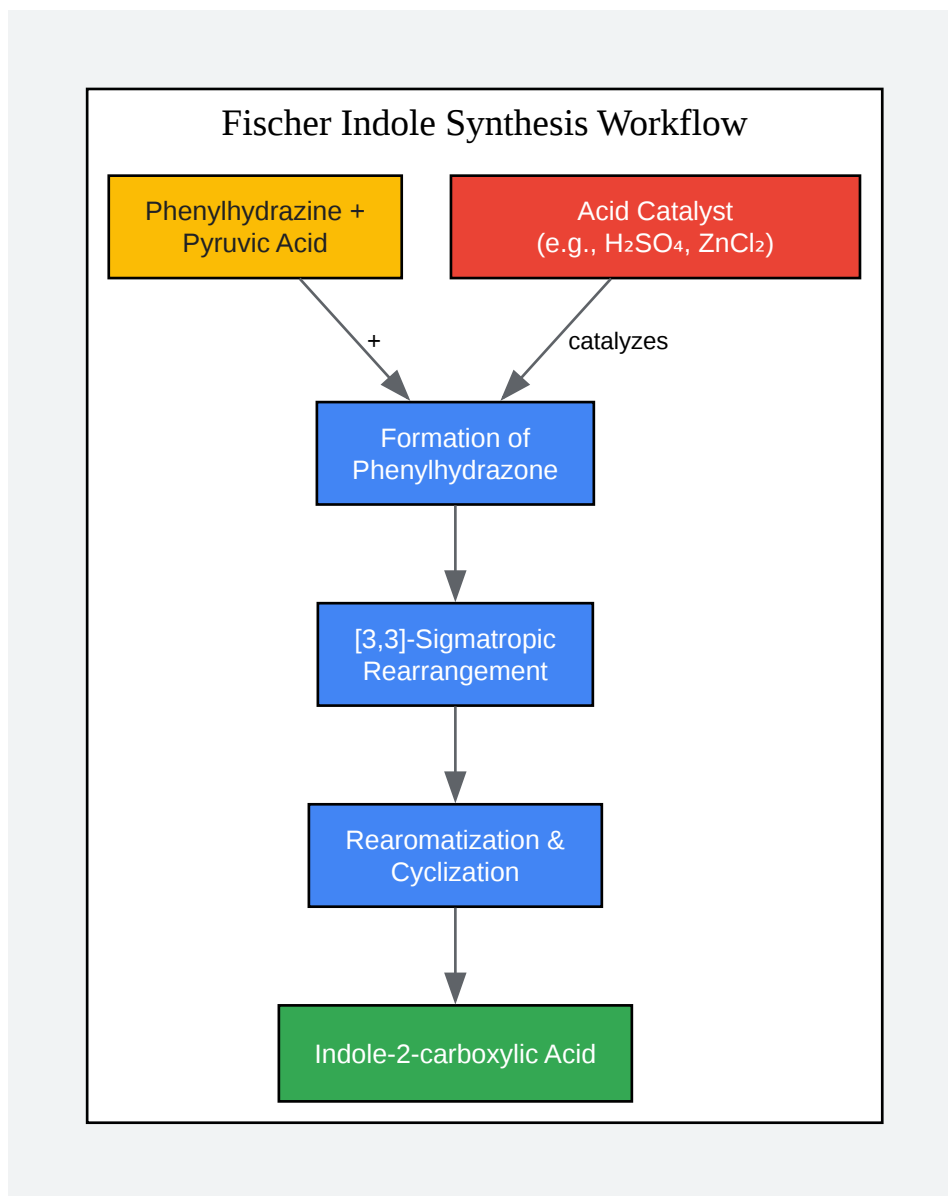 Fischer Indole Synthesis Workflow
Phenylhydrazine +
Pyruvic Acid
Acid Catalyst
(e.g., H₂SO₄, ZnCl₂)
+
catalyzes
Formation of
Phenylhydrazone
[3,3]-Sigmatropic
Rearrangement
Rearomatization &
Cyclization
Indole-2-carboxylic Acid